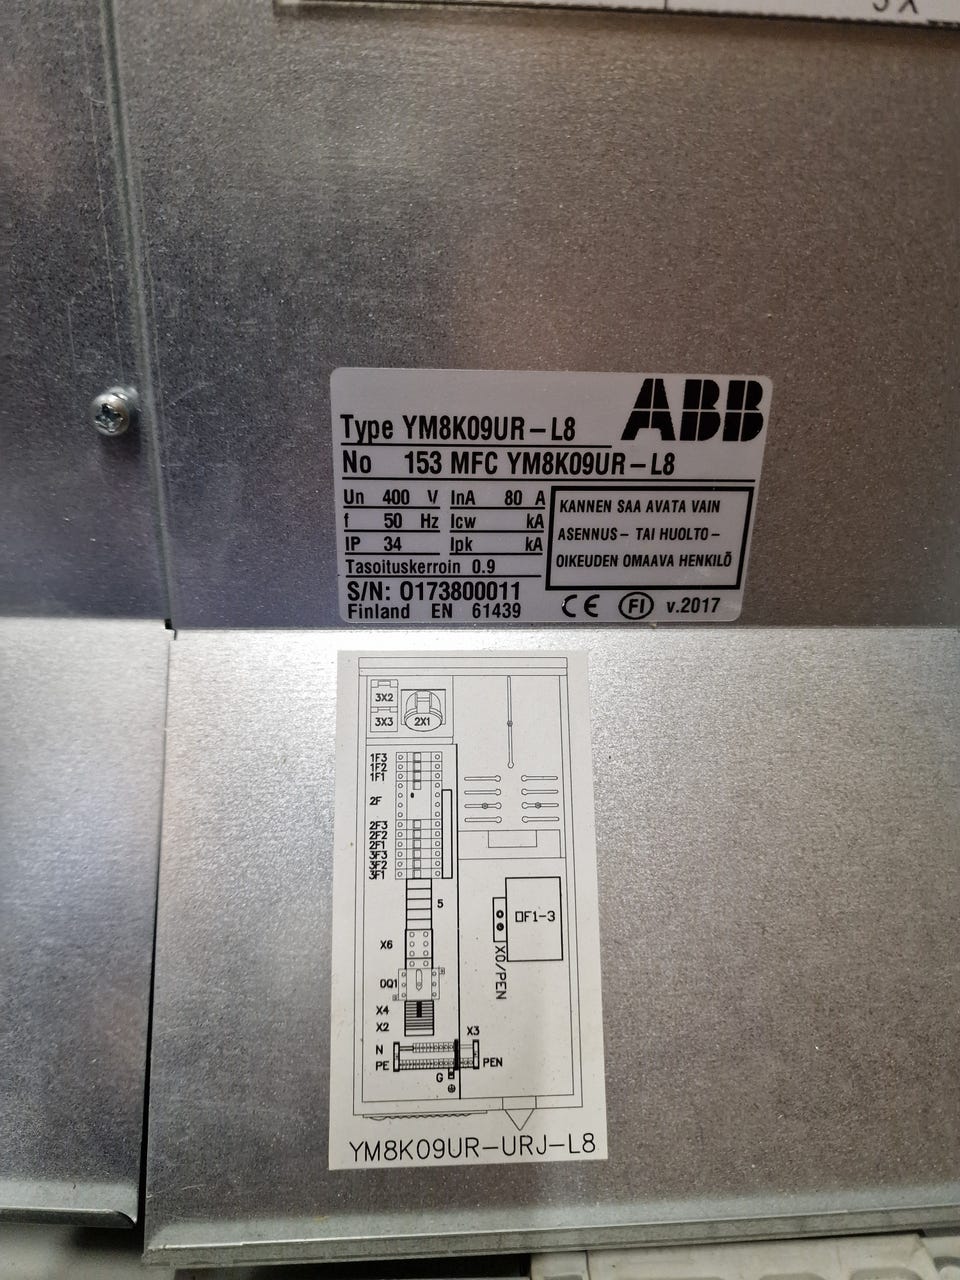 3X
ABB
Type YM8K09UR-L8
No 153 MFC YM8K09UR-L8
Un 400 V InA 80 A
f 50 Hz Icw kA
IP 34 Ipk kA
Tasoituskerroin 0.9
S/N: 0173800011
Finland EN 61439
KANNEN SAA AVATA VAIN
ASENNUS- TAI HUOLTO-
OIKEUDEN OMAAVA HENKILÖ
CE FI v.2017
3X2
3X3
2X1
1F3
1F2
1F1
2F
2F3
2F2
2F1
3F3
3F2
3F1
5
X6
0Q1
X4
X2
N
PE
G
X3
PEN
0F1-3
X0/PEN
YM8K09UR-URJ-L8